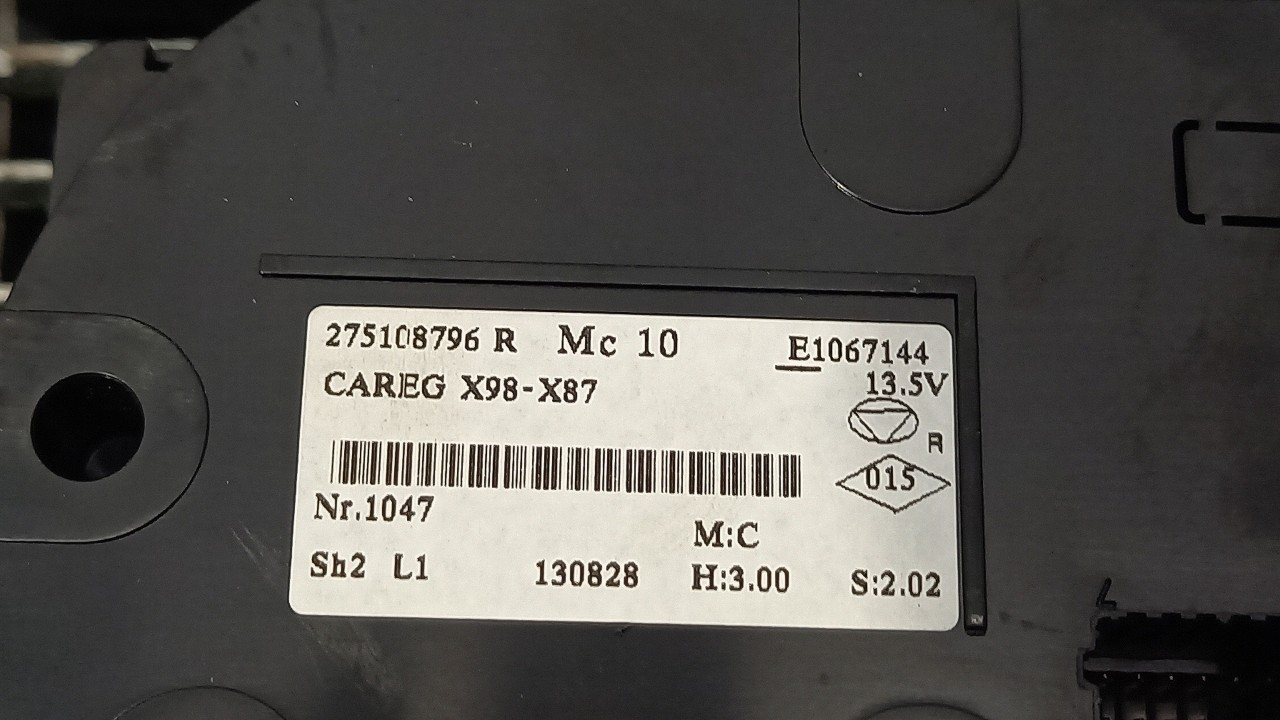 275108796 R Mc 10 E1067144
CAREG X98-X87 13.5V
R
015
Nr.1047
M:C
Sh2 L1 130828 H:3.00 S:2.02